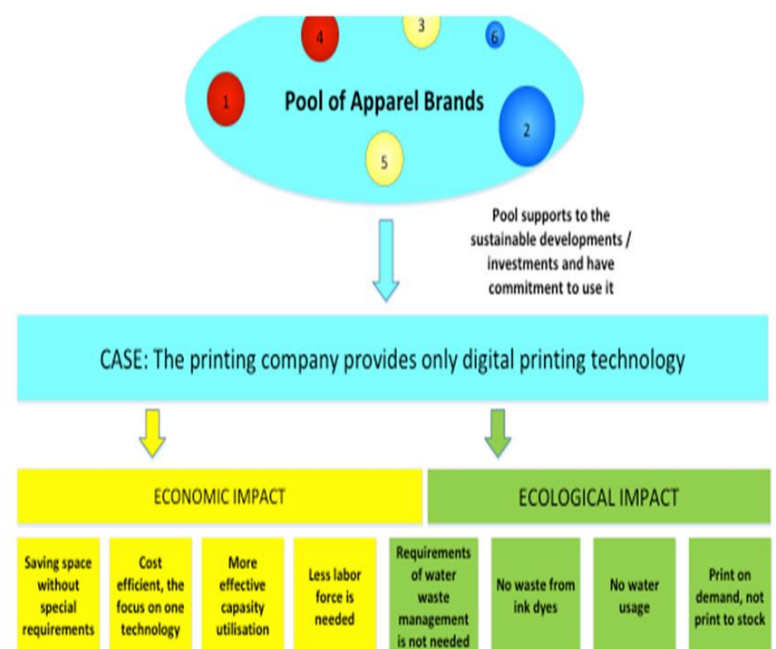 3
4
6
1
Pool of Apparel Brands
2
5
Pool supports to the
sustainable developments /
investments and have
commitment to use it
CASE: The printing company provides only digital printing technology
ECONOMIC IMPACT
ECOLOGICAL IMPACT
Saving space
without
special
requirements
Cost
efficient, the
focus on one
technology
More
effective
capasity
utilisation
Less labor
force is
needed
Requirements
of water
waste
management
is not needed
No waste from
ink dyes
No water
usage
Print on
demand, not
print to stock